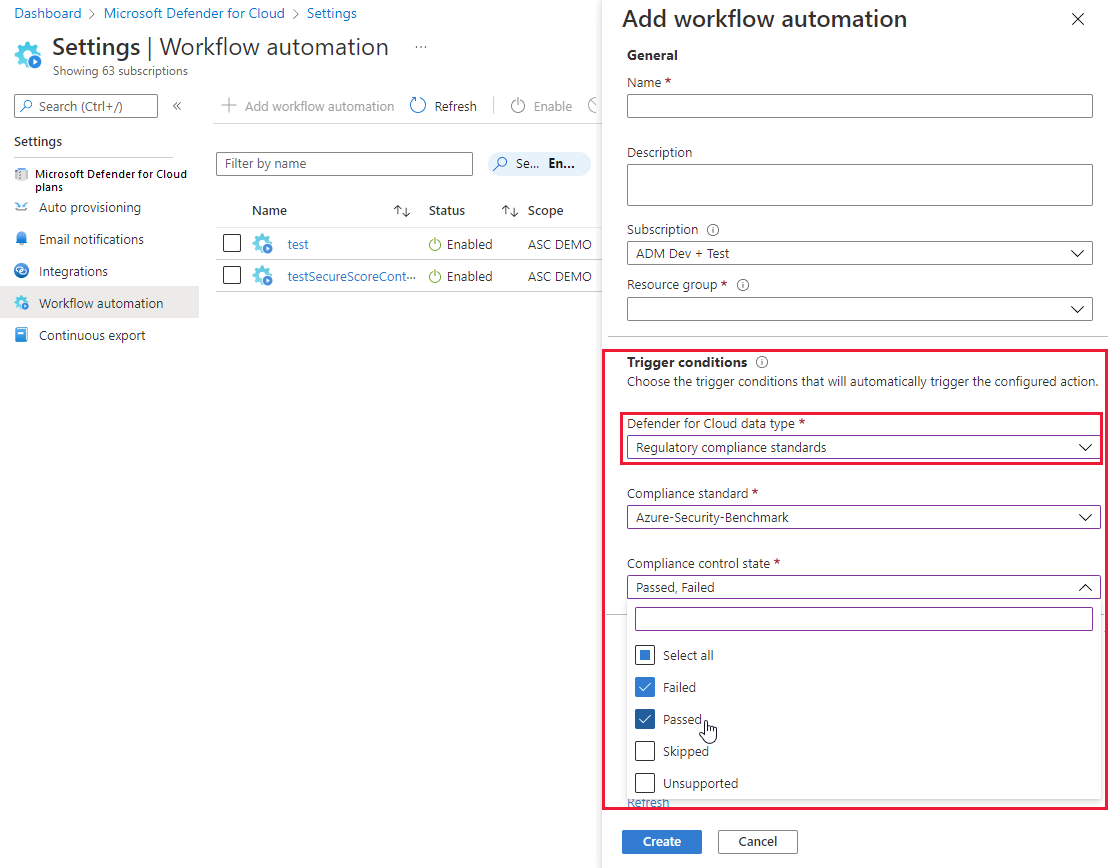 Dashboard > Microsoft Defender for Cloud > Settings
Settings | Workflow automation ...
Showing 63 subscriptions
Search (Ctrl+/) «
Settings
Microsoft Defender for Cloud
plans
Auto provisioning
Email notifications
Integrations
Workflow automation
Continuous export
+ Add workflow automation Refresh Enable
Filter by name Se... En...
Name Status Scope
test Enabled ASC DEMO
testSecureScoreCont... Enabled ASC DEMO
Add workflow automation
General
Name *
Description
Subscription
ADM Dev + Test
Resource group *
Trigger conditions
Choose the trigger conditions that will automatically trigger the configured action.
Defender for Cloud data type *
Regulatory compliance standards
Compliance standard *
Azure-Security-Benchmark
Compliance control state *
Passed, Failed
Select all
Failed
Passed
Skipped
Unsupported
Refresh
Create Cancel